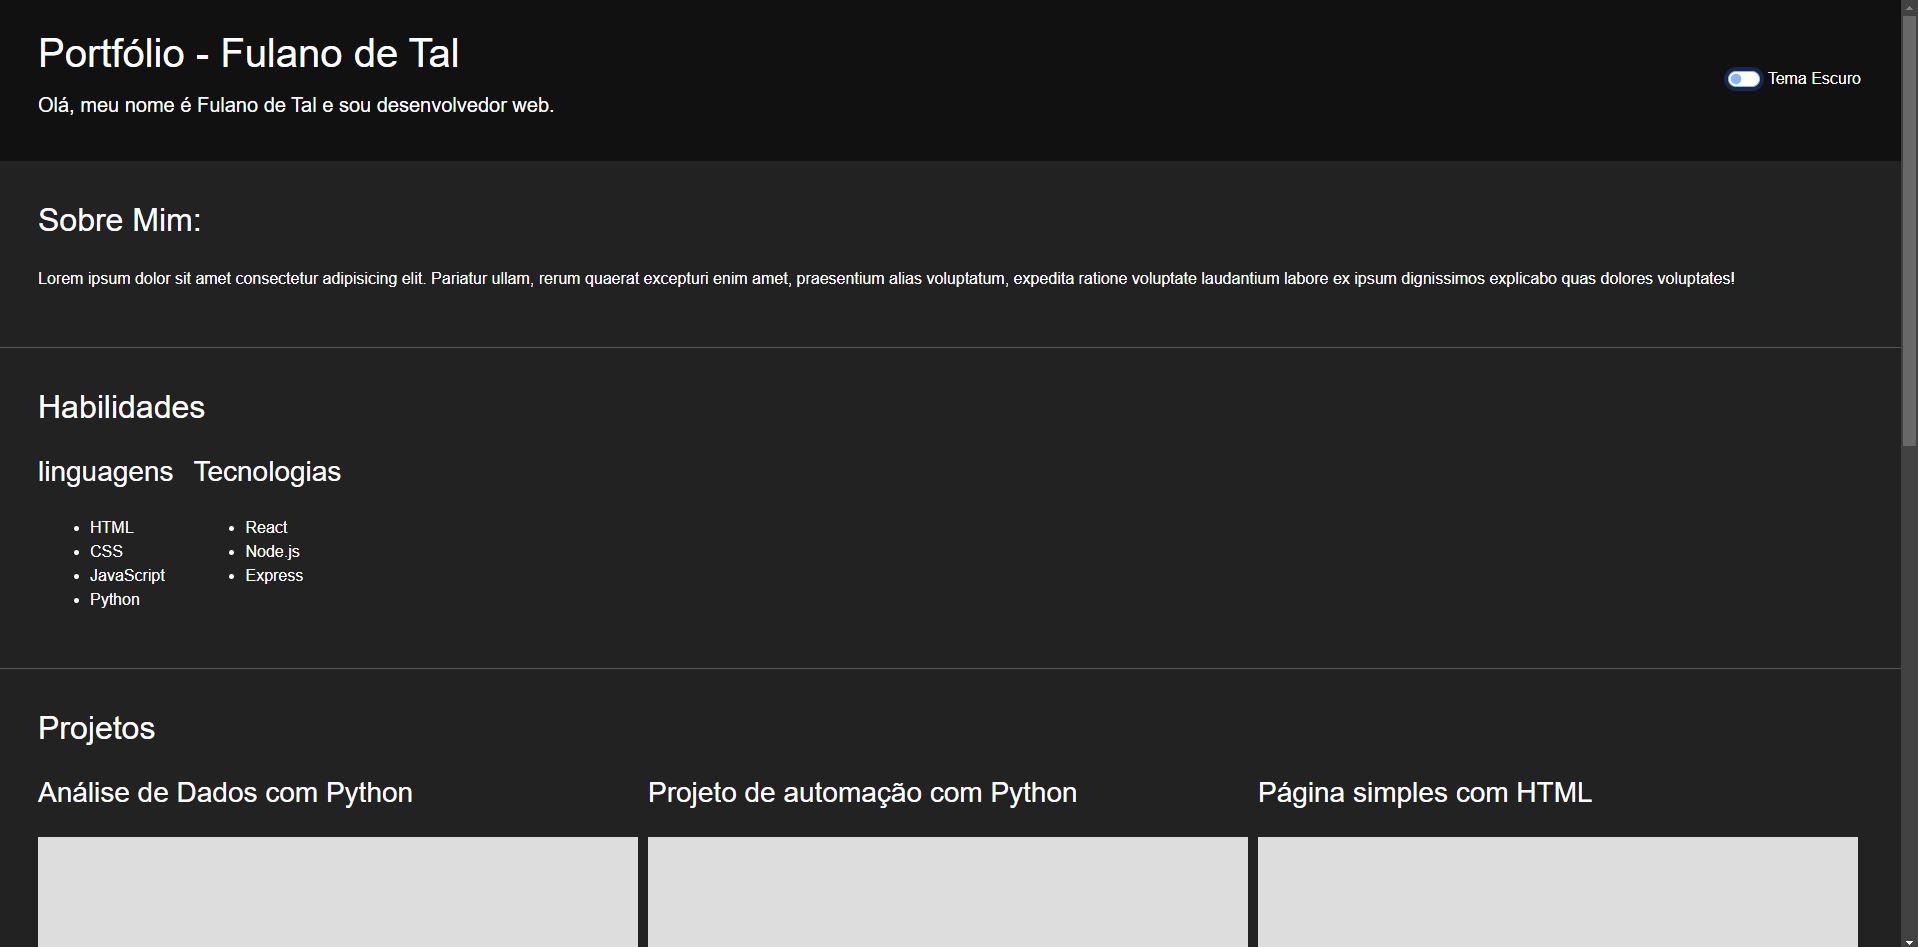 Portfólio - Fulano de Tal
Olá, meu nome é Fulano de Tal e sou desenvolvedor web.
Tema Escuro
Sobre Mim:
Lorem ipsum dolor sit amet consectetur adipisicing elit. Pariatur ullam, rerum quaerat excepturi enim amet, praesentium alias voluptatum, expedita ratione voluptate laudantium labore ex ipsum dignissimos explicabo quas dolores voluptates!
Habilidades
linguagens
HTML
CSS
JavaScript
Python
Tecnologias
React
Node.js
Express
Projetos
Análise de Dados com Python
Projeto de automação com Python
Página simples com HTML